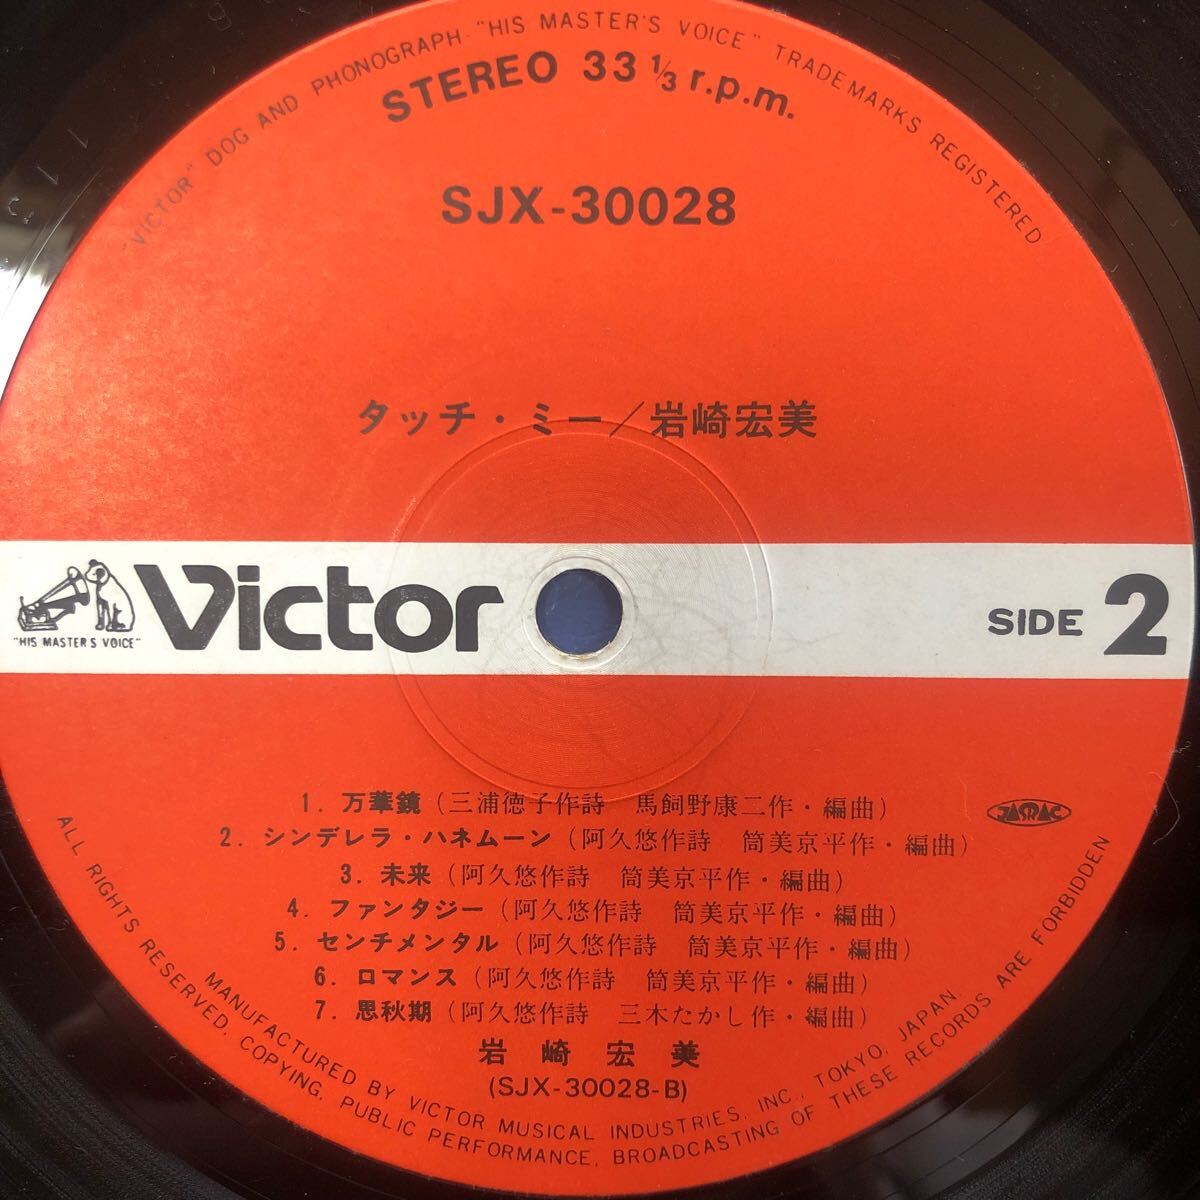 "VICTOR" DOG AND PHONOGRAPH-"HIS MASTER'S VOICE" TRADEMARKS REGISTERED
STEREO 33 1/3 r.p.m.
SJX-30028
タッチ・ミー／岩崎宏美
"HIS MASTER'S VOICE"
Victor
SIDE 2
1. 万華鏡（三浦徳子作詩　馬飼野康二作・編曲）
2. シンデレラ・ハネムーン（阿久悠作詩　筒美京平作・編曲）
3. 未来（阿久悠作詩　筒美京平作・編曲）
4. ファンタジー（阿久悠作詩　筒美京平作・編曲）
5. センチメンタル（阿久悠作詩　筒美京平作・編曲）
6. ロマンス（阿久悠作詩　筒美京平作・編曲）
7. 思秋期（阿久悠作詩　三木たかし作・編曲）
JASRAC
岩崎宏美
(SJX-30028-B)
MANUFACTURED BY VICTOR MUSICAL INDUSTRIES, INC., TOKYO, JAPAN.
ALL RIGHTS RESERVED. COPYING, PUBLIC PERFORMANCE, BROADCASTING OF THESE RECORDS ARE FORBIDDEN